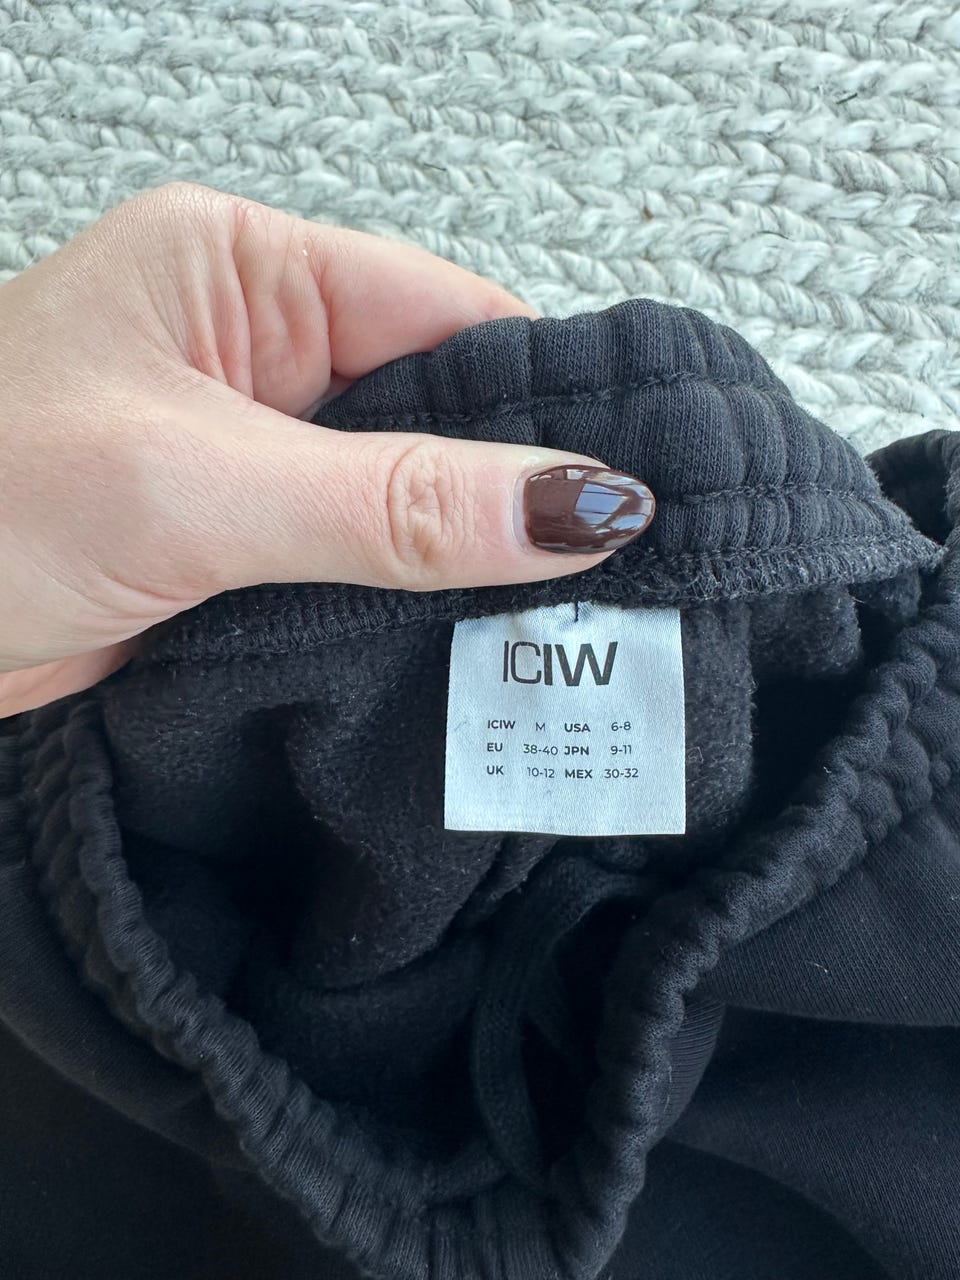 ICIW
ICIW M USA 6-8
EU 38-40 JPN 9-11
UK 10-12 MEX 30-32